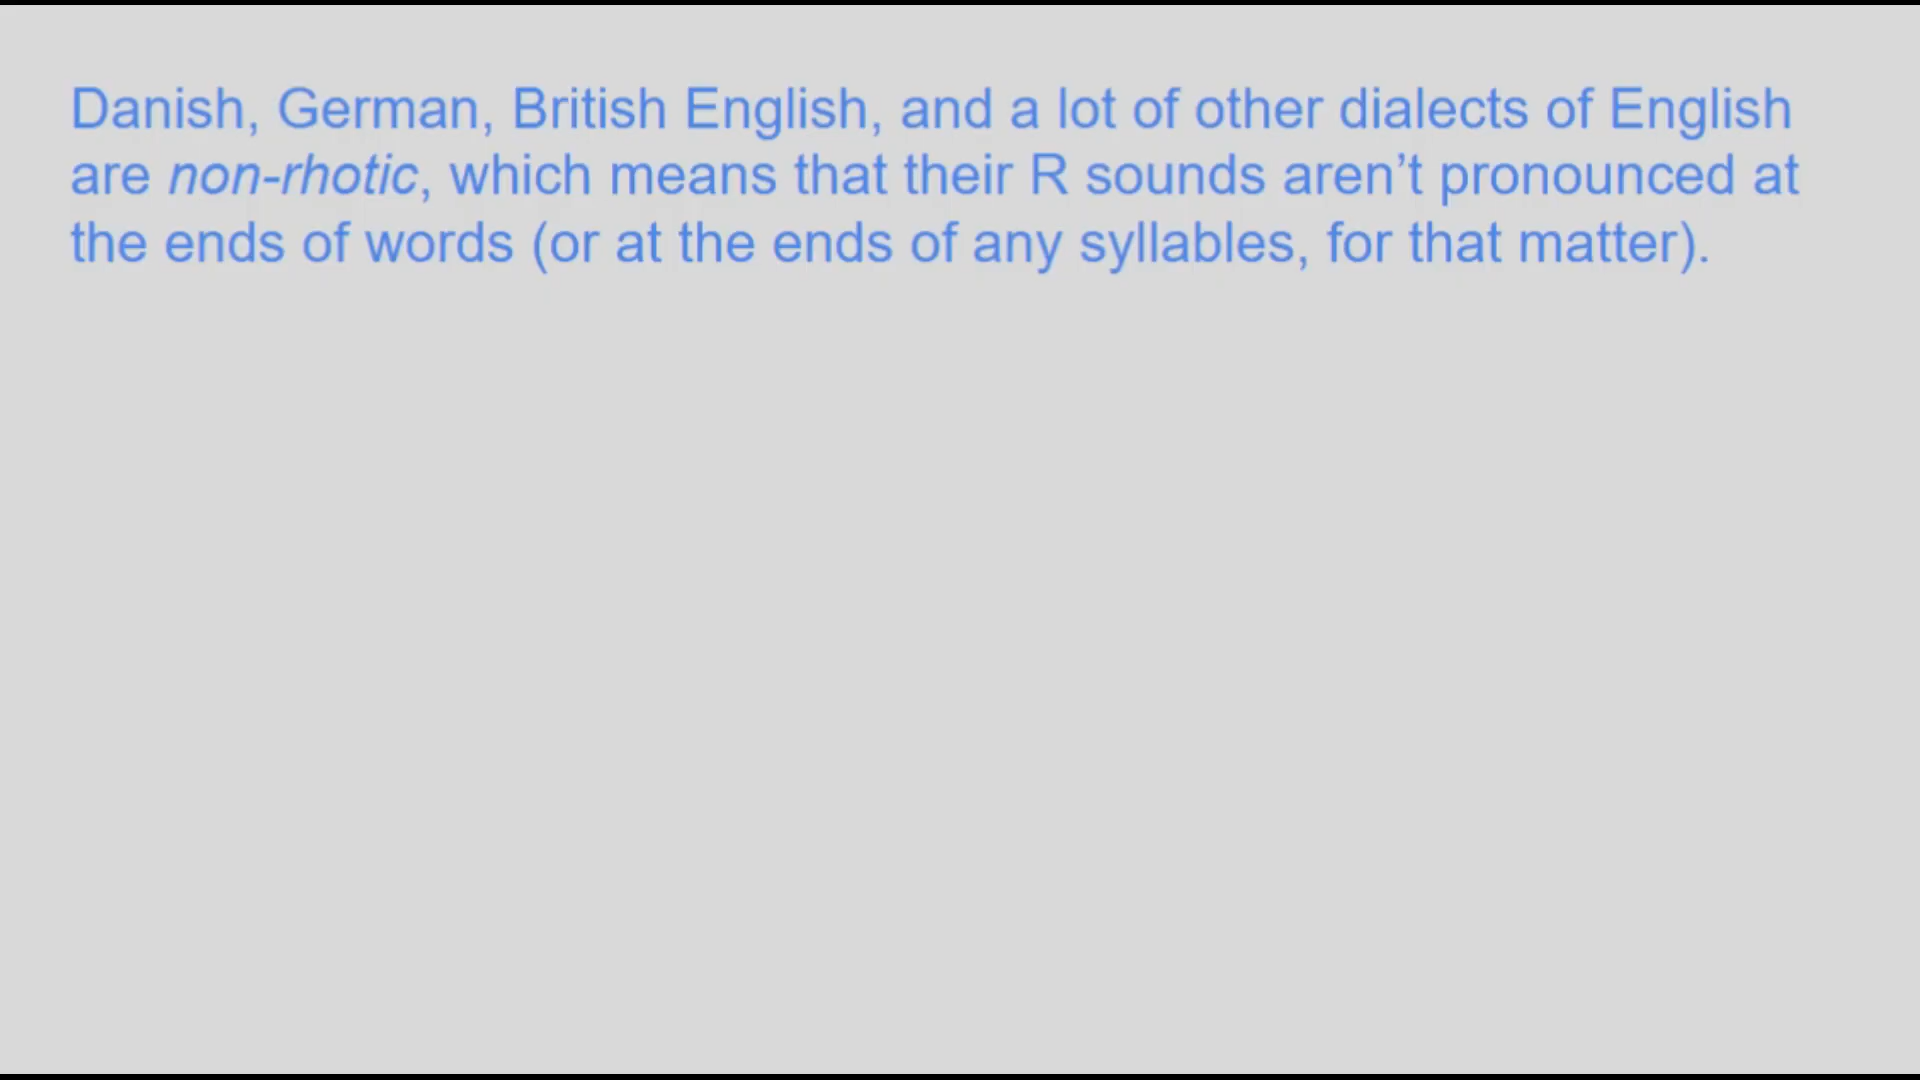 Danish, German, British English, and a lot of other dialects of English
are non-rhotic, which means that their R sounds aren’t pronounced at
the ends of words (or at the ends of any syllables, for that matter).